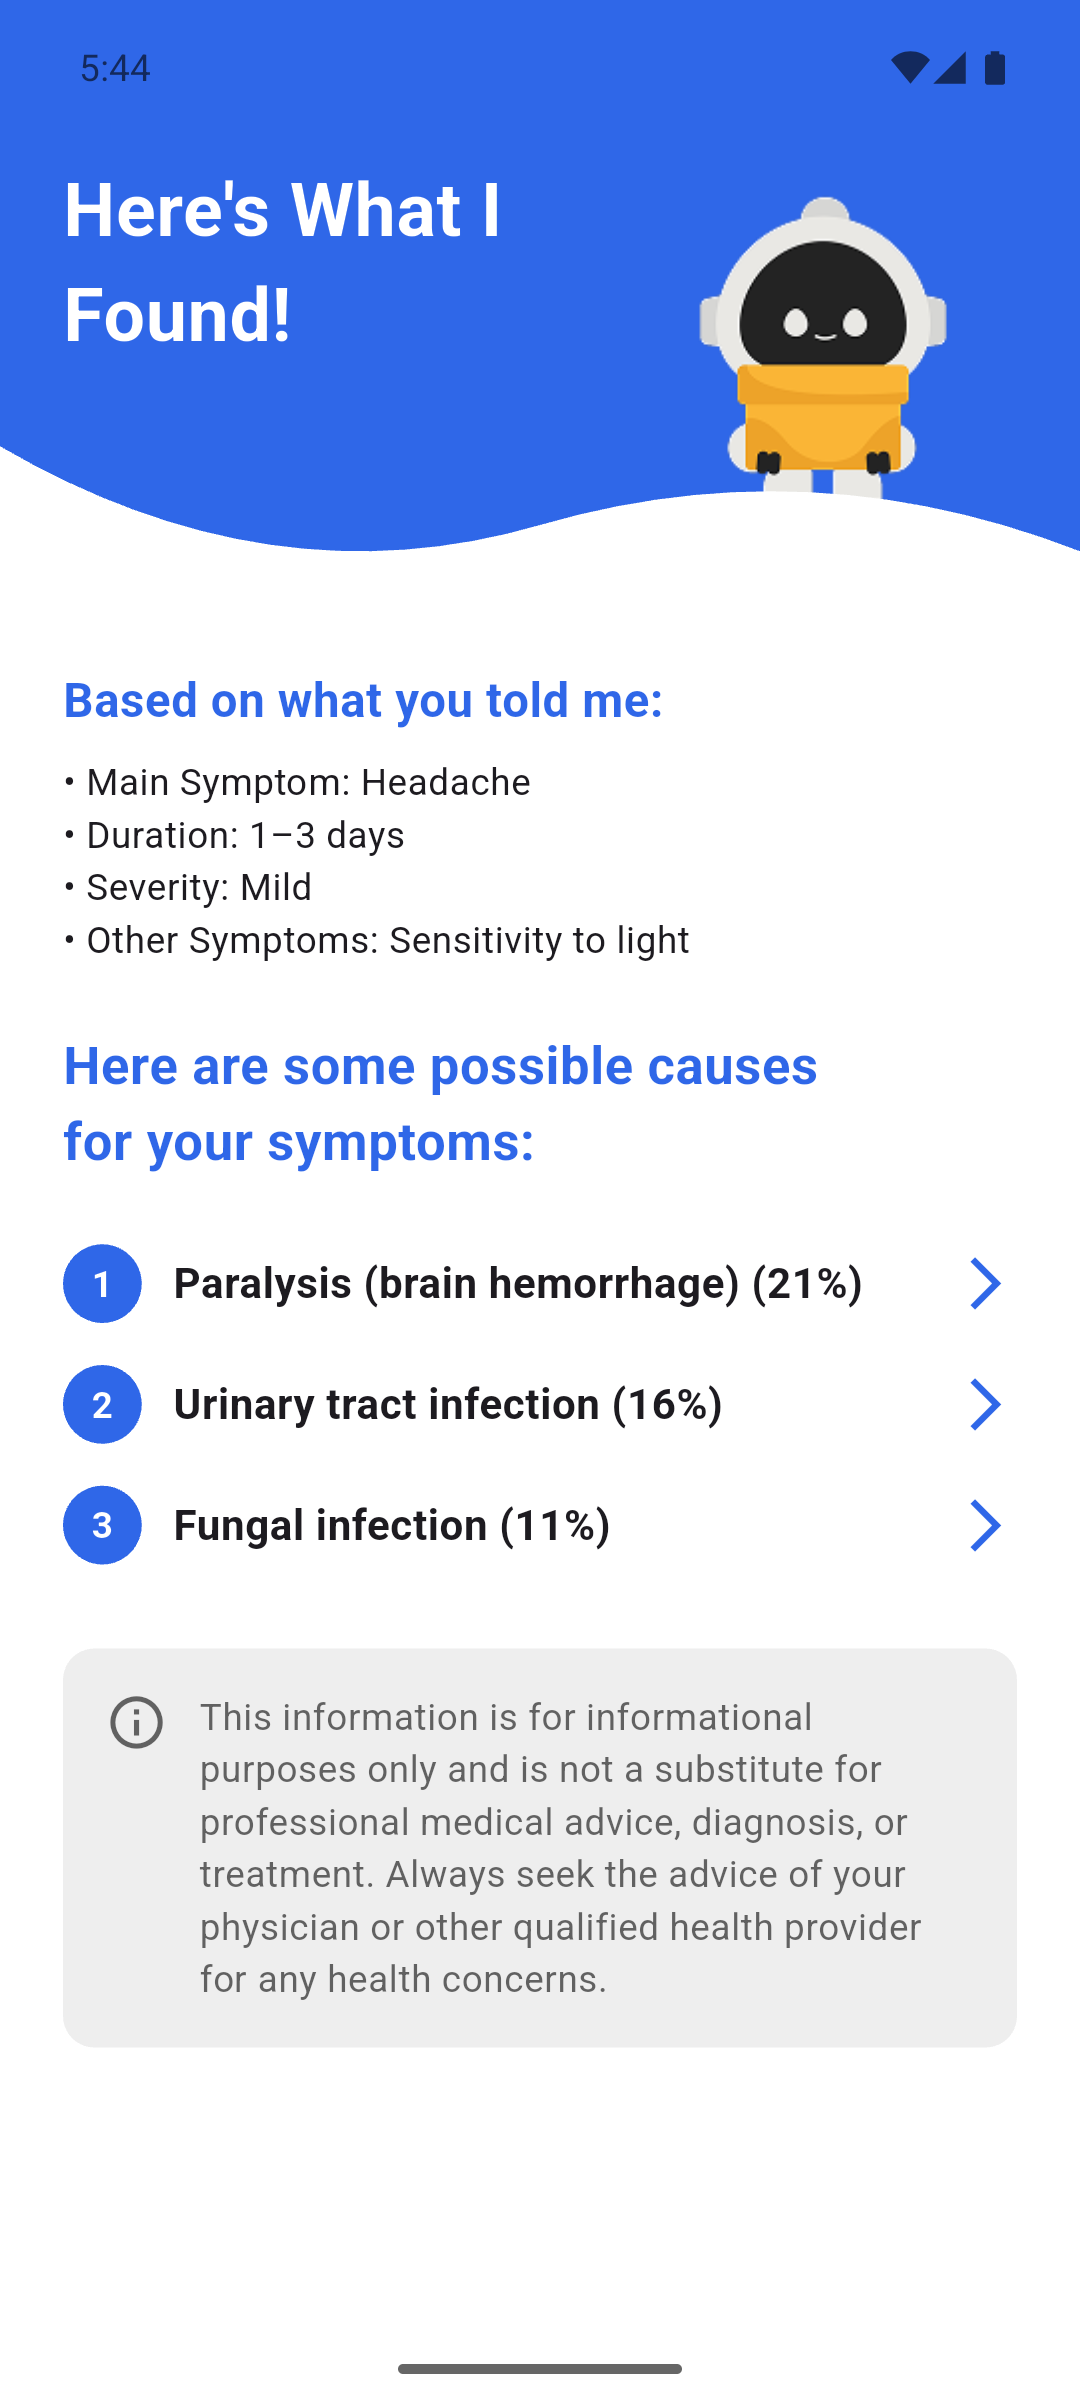 5:44
Here's What I
Found!
Based on what you told me:
• Main Symptom: Headache
• Duration: 1–3 days
• Severity: Mild
• Other Symptoms: Sensitivity to light
Here are some possible causes
for your symptoms:
1 Paralysis (brain hemorrhage) (21%)
2 Urinary tract infection (16%)
3 Fungal infection (11%)
This information is for informational
purposes only and is not a substitute for
professional medical advice, diagnosis, or
treatment. Always seek the advice of your
physician or other qualified health provider
for any health concerns.